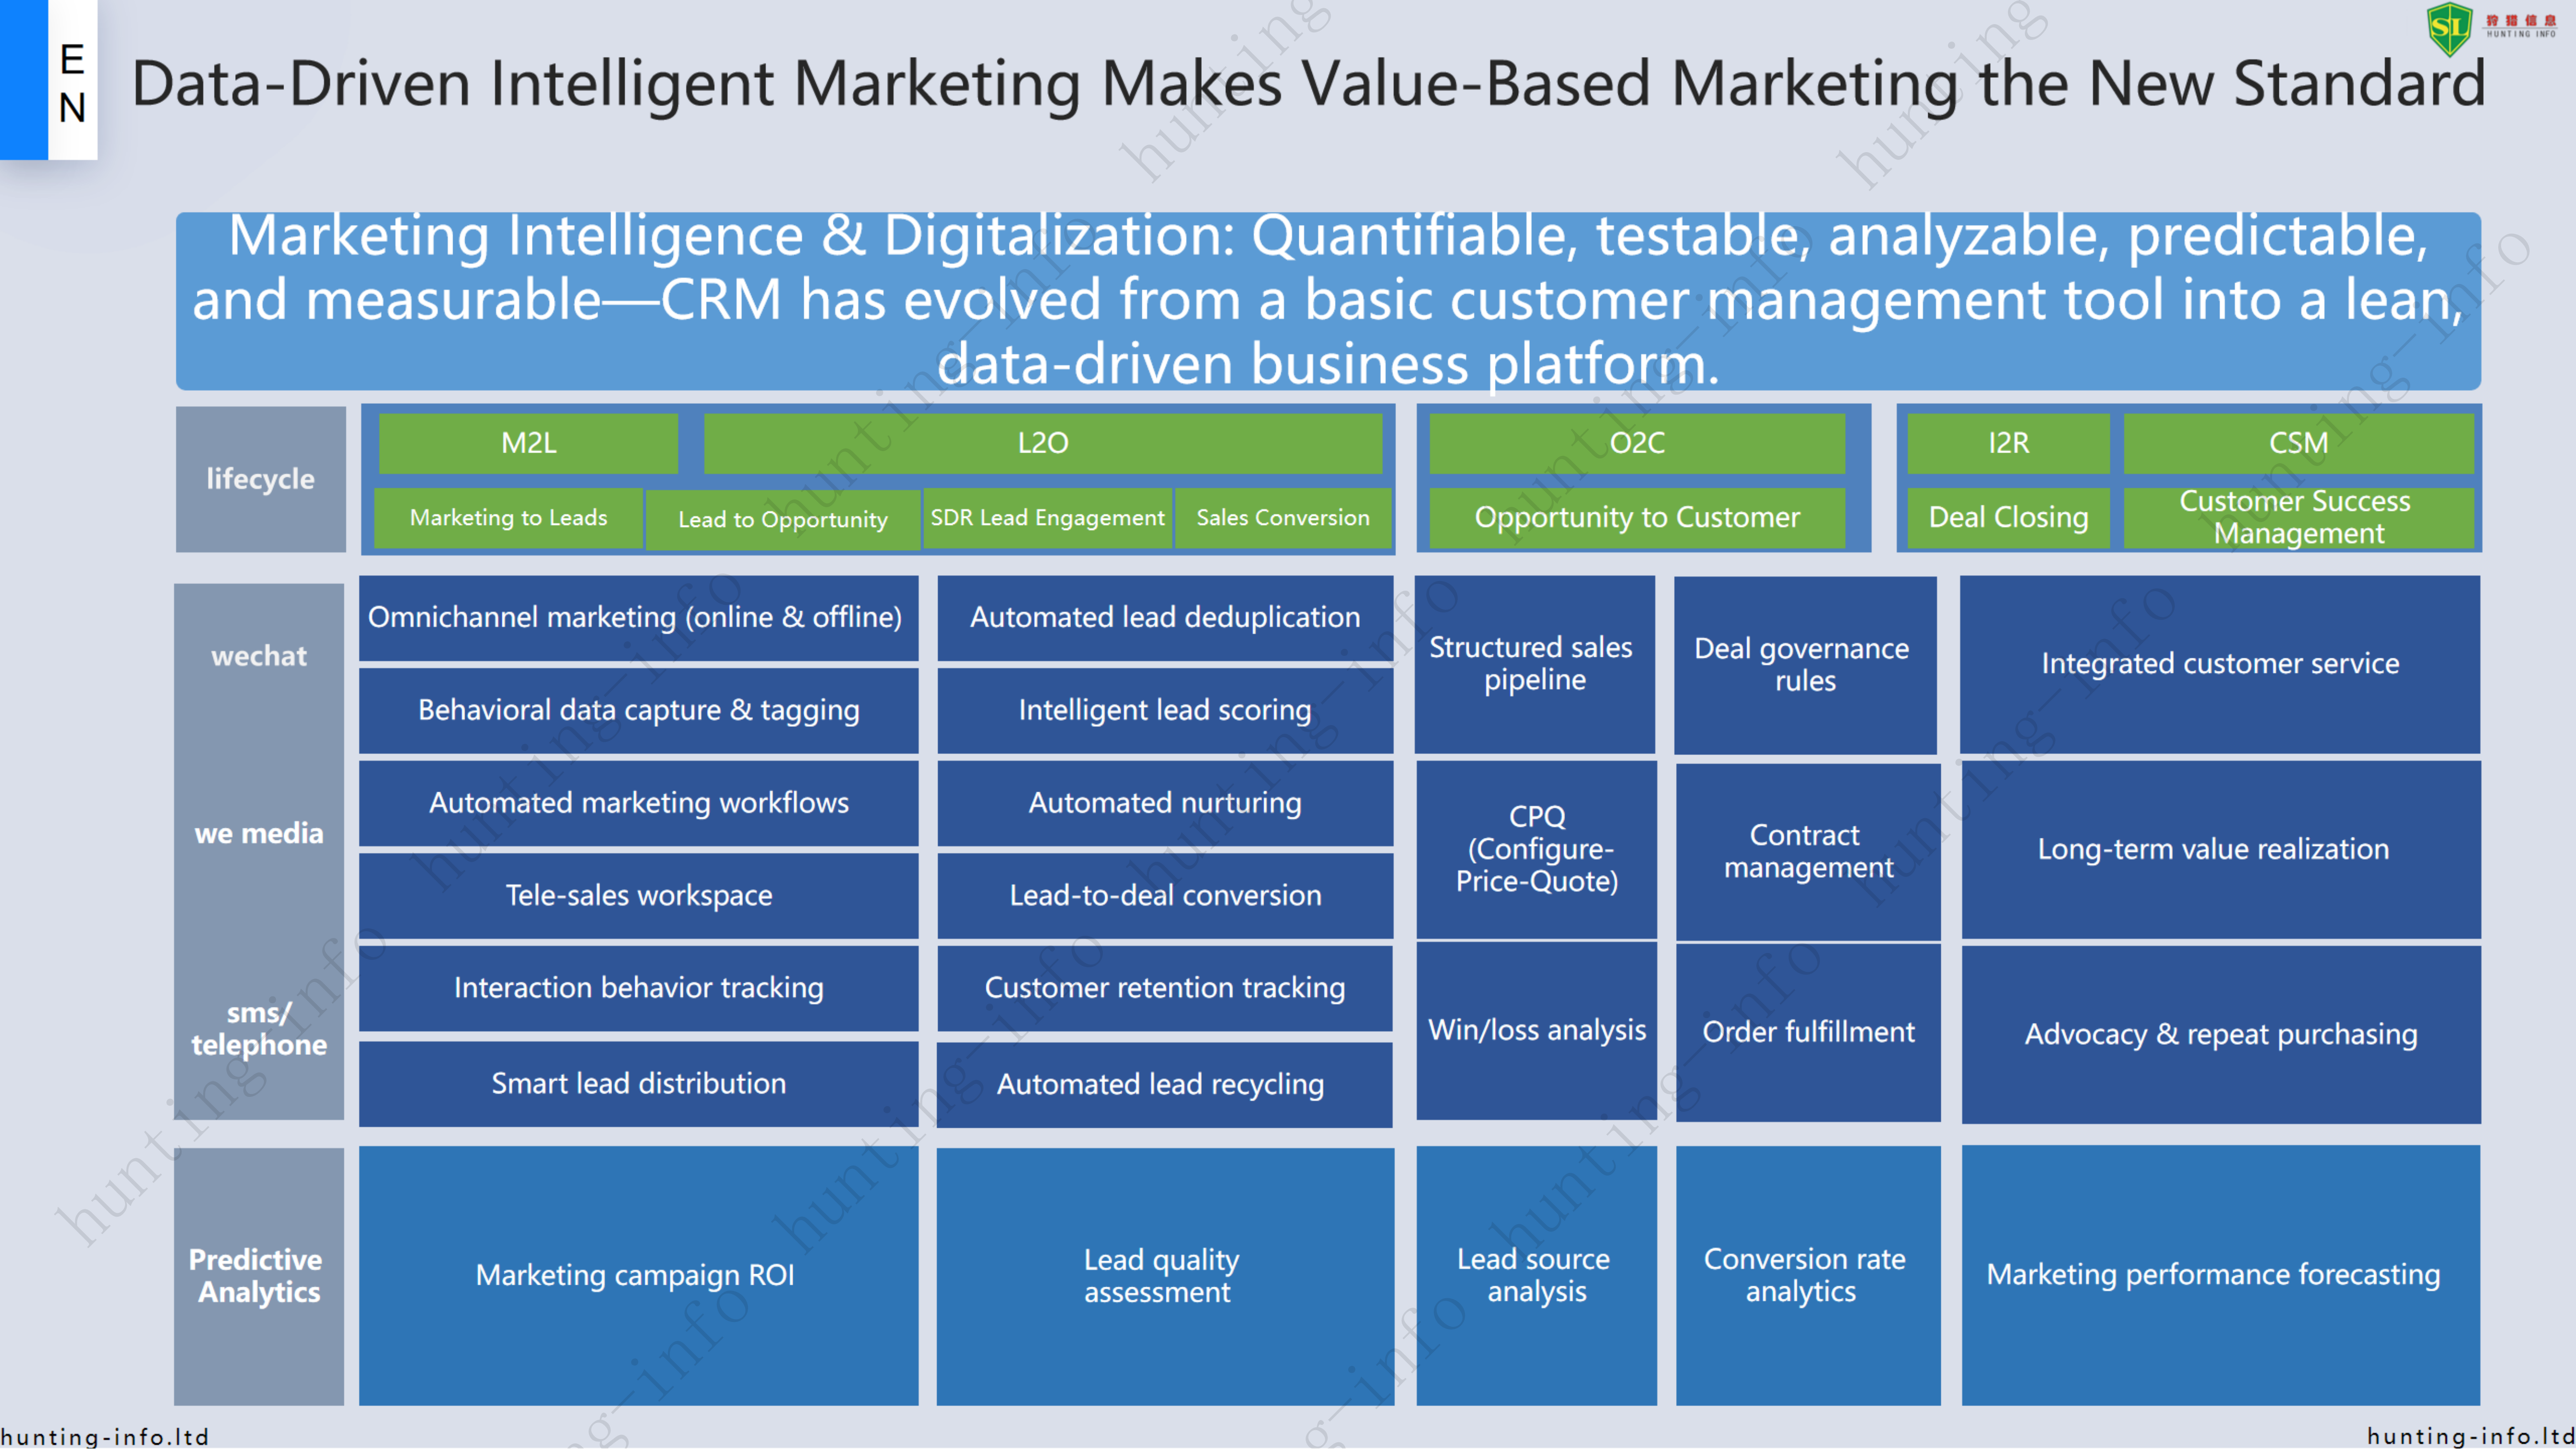 E
N
Data-Driven Intelligent Marketing Makes Value-Based Marketing the New Standard
SL
狩猎信息
HUNTING INFO
Marketing Intelligence & Digitalization: Quantifiable, testable, analyzable, predictable,
and measurable—CRM has evolved from a basic customer management tool into a lean,
data-driven business platform.
lifecycle
M2L
L2O
O2C
I2R
CSM
Marketing to Leads
Lead to Opportunity
SDR Lead Engagement
Sales Conversion
Opportunity to Customer
Deal Closing
Customer Success
Management
wechat
we media
sms/
telephone
Omnichannel marketing (online & offline)
Behavioral data capture & tagging
Automated marketing workflows
Tele-sales workspace
Interaction behavior tracking
Smart lead distribution
Automated lead deduplication
Intelligent lead scoring
Automated nurturing
Lead-to-deal conversion
Customer retention tracking
Automated lead recycling
Structured sales
pipeline
CPQ
(Configure-
Price-Quote)
Win/loss analysis
Deal governance
rules
Contract
management
Order fulfillment
Integrated customer service
Long-term value realization
Advocacy & repeat purchasing
Predictive
Analytics
Marketing campaign ROI
Lead quality
assessment
Lead source
analysis
Conversion rate
analytics
Marketing performance forecasting
hunting-info.ltd
hunting-info.ltd
hunting-info